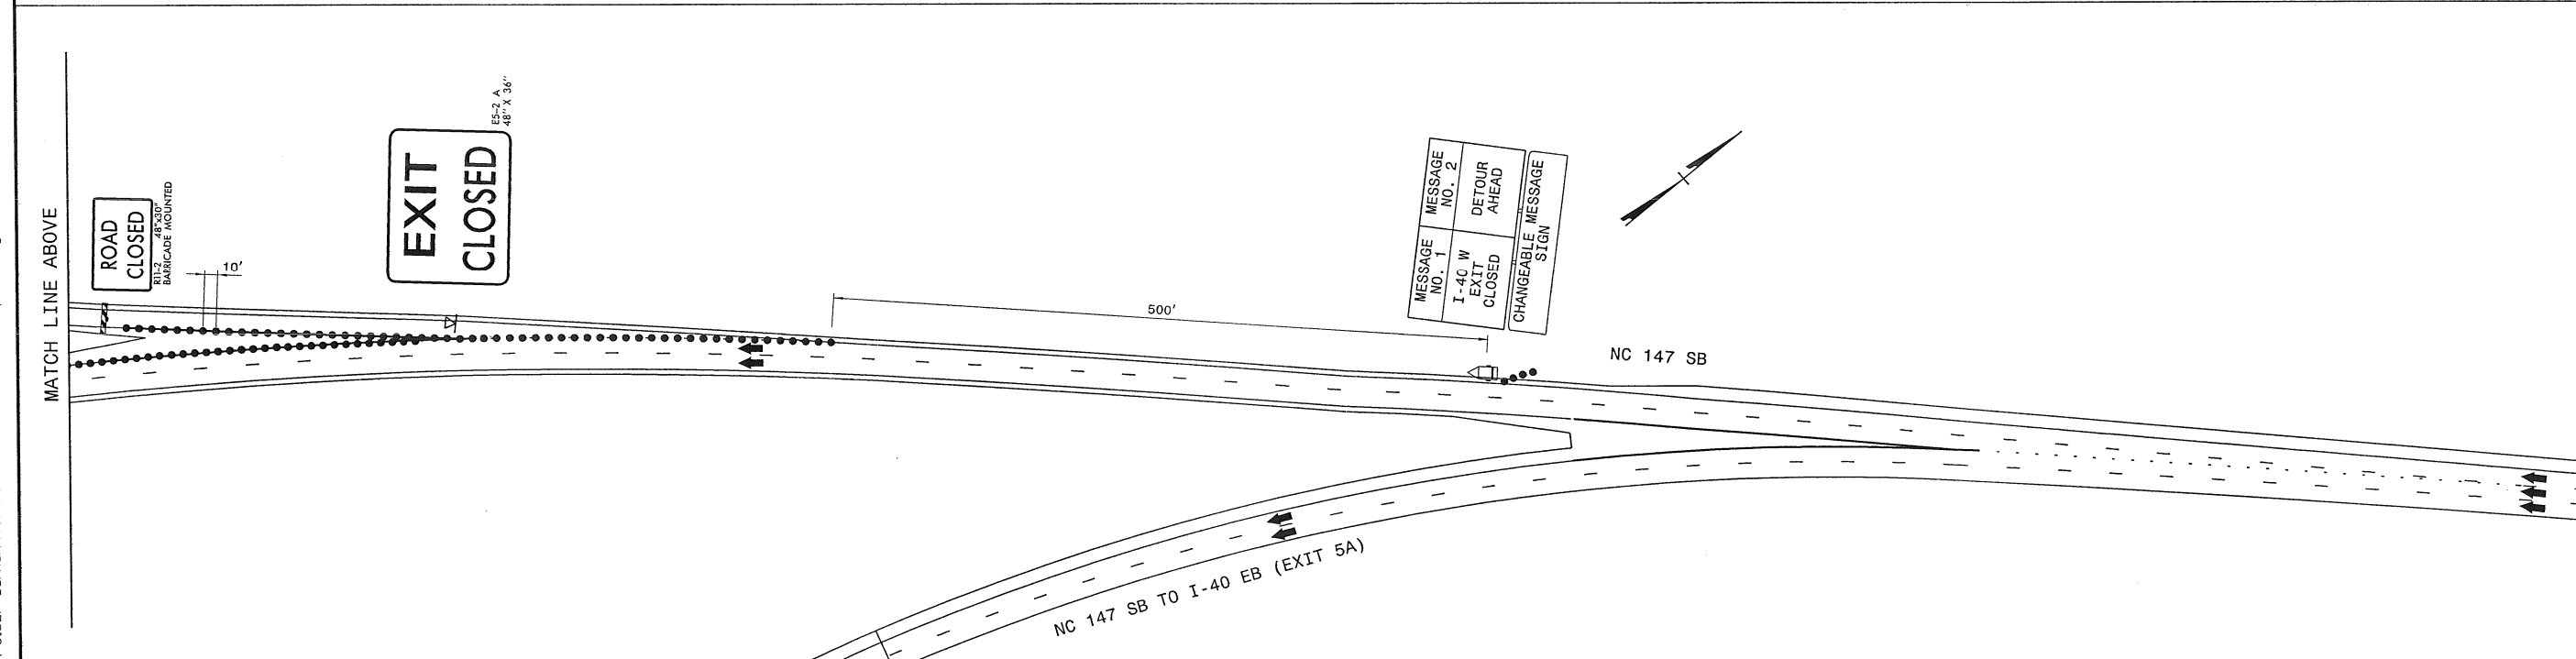 MATCH LINE ABOVE
ROAD
CLOSED
R11-2 48"x30"
BARRICADE MOUNTED
10'
EXIT
CLOSED
E5-2 A
48" X 36"
500'
MESSAGE
NO. 1
I-40 W
EXIT
CLOSED
MESSAGE
NO. 2
DETOUR
AHEAD
CHANGEABLE MESSAGE
SIGN
NC 147 SB
NC 147 SB TO I-40 EB (EXIT 5A)